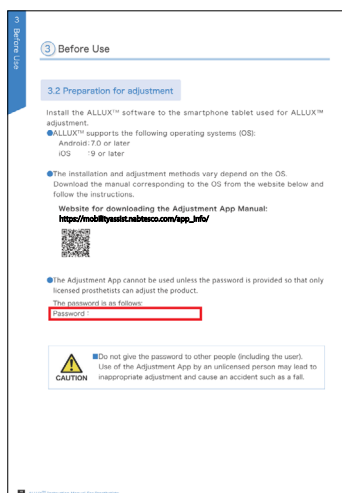 3
Before Use
3 Before Use
3.2 Preparation for adjustment
Install the ALLUX™ software to the smartphone tablet used for ALLUX™
adjustment.
●ALLUX™ supports the following operating systems (OS):
Android:7.0 or later
iOS :9 or later
●The installation and adjustment methods vary depend on the OS.
Download the manual corresponding to the OS from the website below and
follow the instructions.
Website for downloading the Adjustment App Manual:
https://mobilityassist.nabtesco.com/app_info/
●The Adjustment App cannot be used unless the password is provided so that only
licensed prosthetists can adjust the product.
The password is as follows:
Password :
CAUTION
■Do not give the password to other people (including the user).
Use of the Adjustment App by an unlicensed person may lead to
inappropriate adjustment and cause an accident such as a fall.